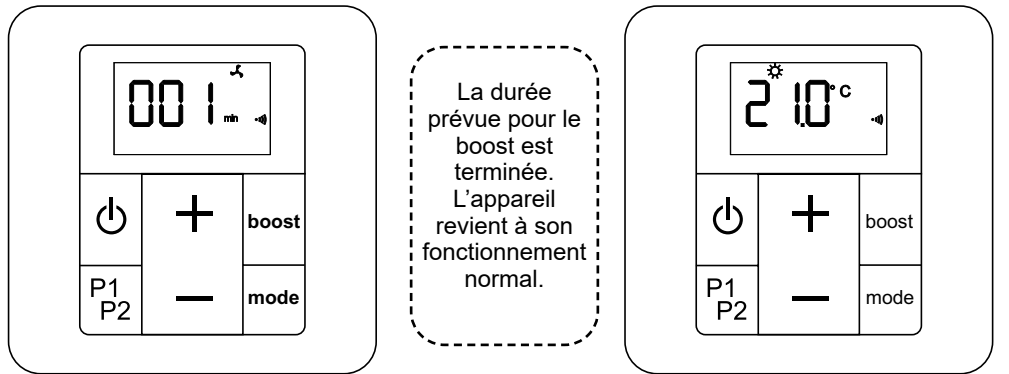 001 min
boost
P1
P2
mode
La durée
prévue pour le
boost est
terminée.
L’appareil
revient à son
fonctionnement
normal.
21.0°C
boost
P1
P2
mode